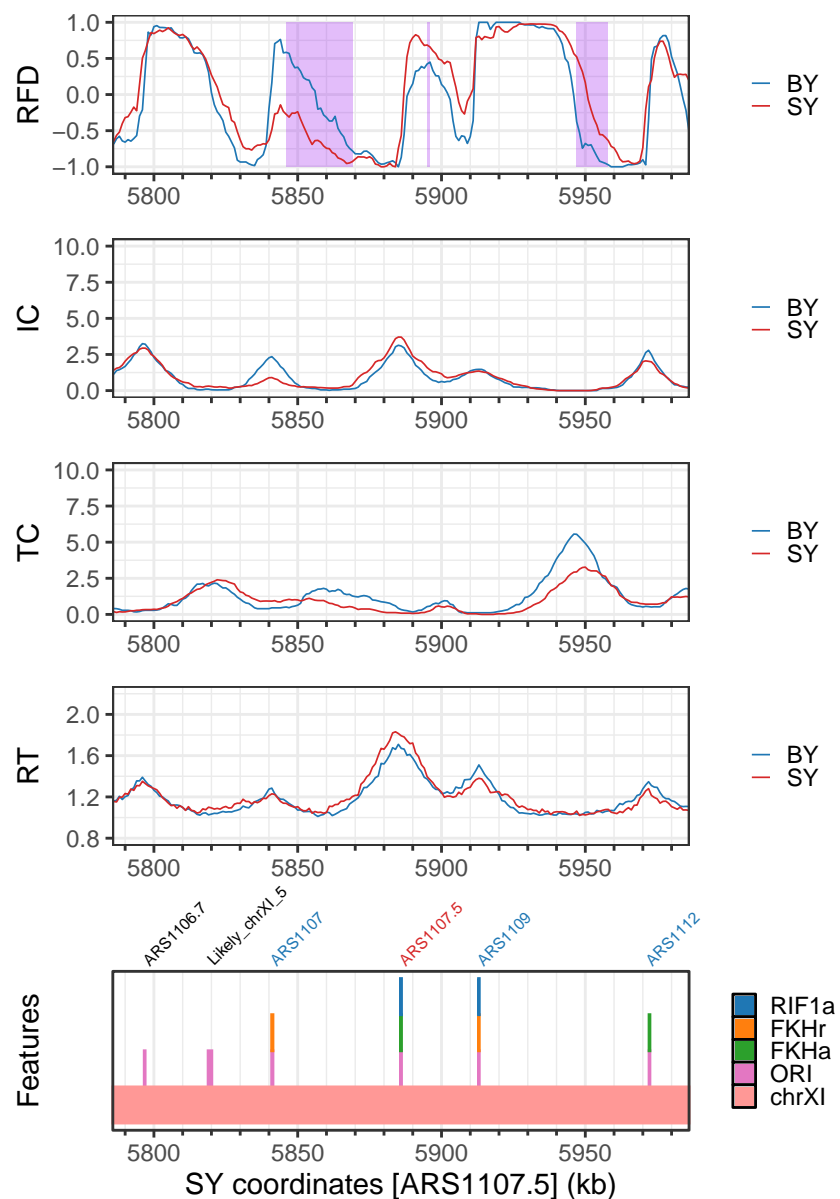 RFD
1.0
0.5
0.0
−0.5
−1.0
5800 5850 5900 5950
BY
SY
IC
10.0
7.5
5.0
2.5
0.0
5800 5850 5900 5950
BY
SY
TC
10.0
7.5
5.0
2.5
0.0
5800 5850 5900 5950
BY
SY
RT
2.0
1.6
1.2
0.8
5800 5850 5900 5950
BY
SY
ARS1106.7
Likely_chrXI_5
ARS1107
ARS1107.5
ARS1109
ARS1112
Features
RIF1a
FKHr
FKHa
ORI
chrXI
5800 5850 5900 5950
SY coordinates [ARS1107.5] (kb)